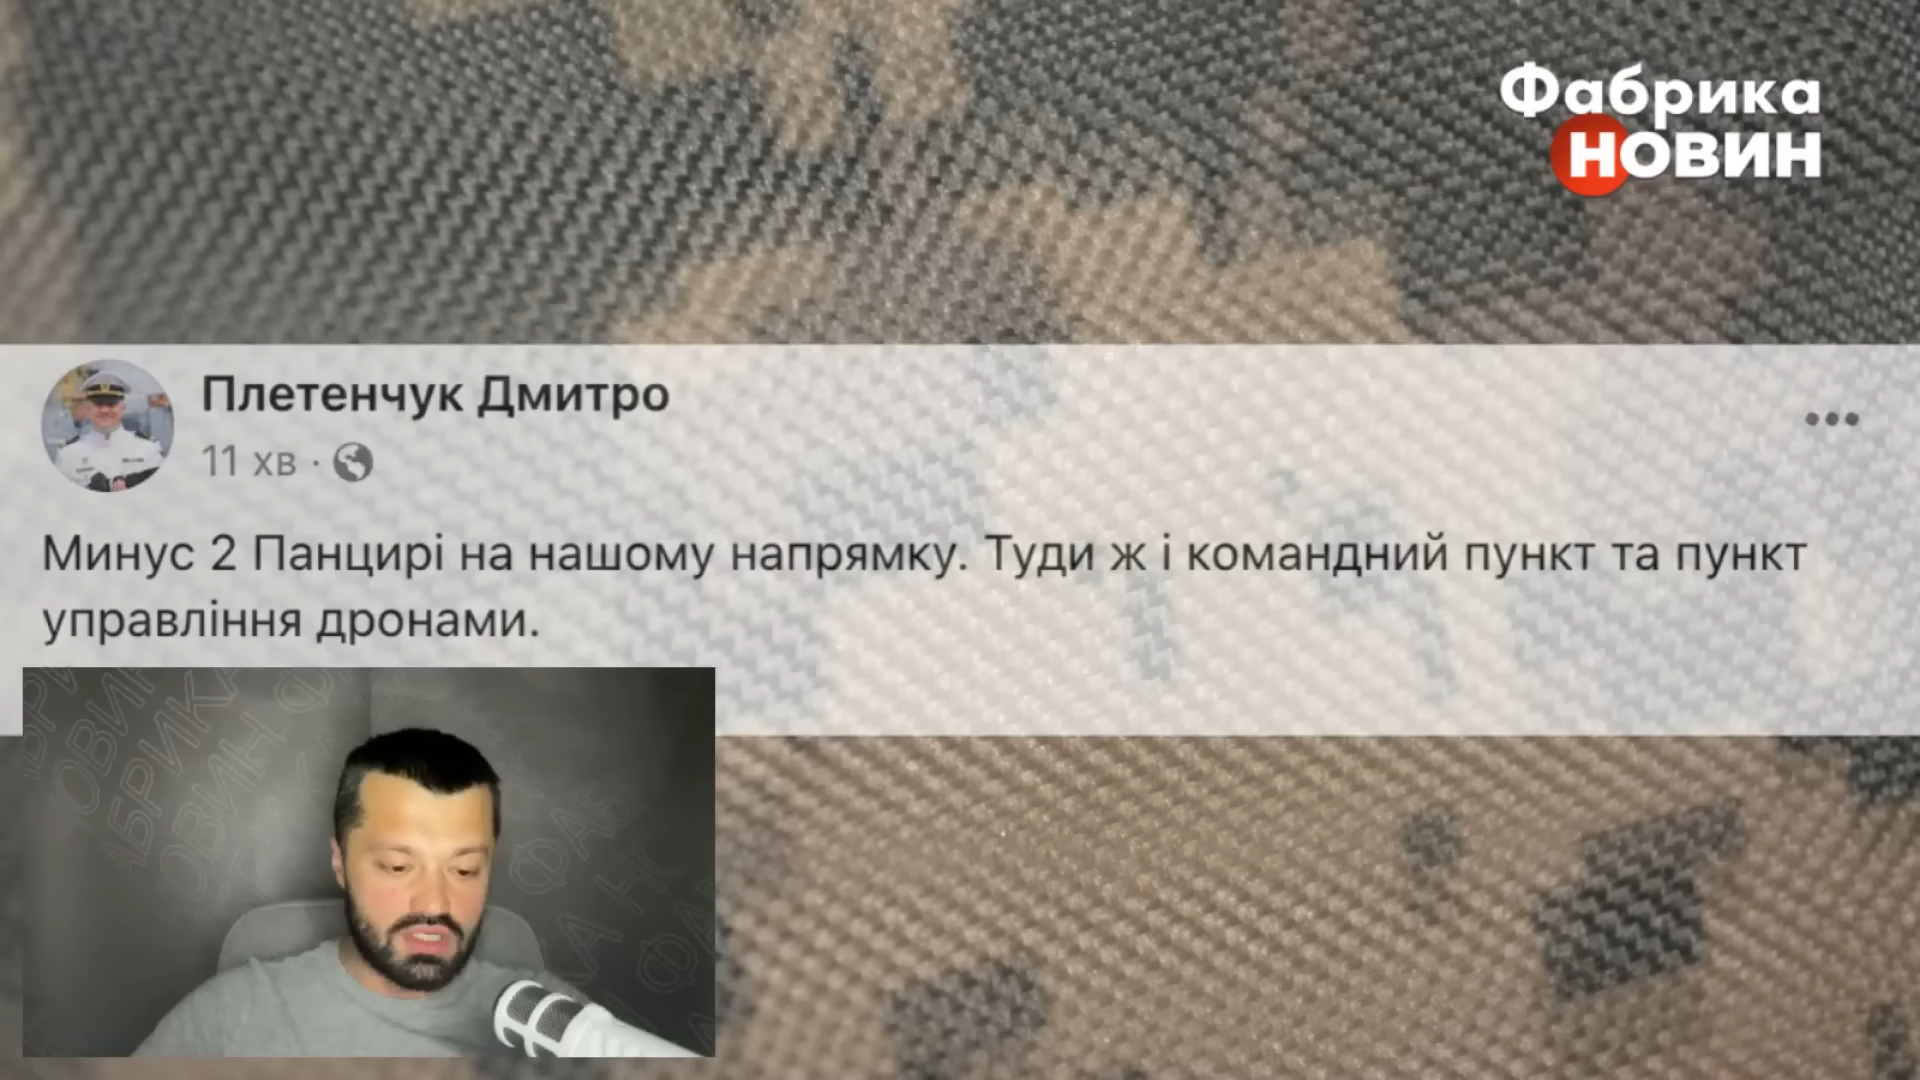 Фабрика
новин
Плетенчук Дмитро
11 хв ·
Минус 2 Панцирі на нашому напрямку. Туди ж і командний пункт та пункт
управління дронами.